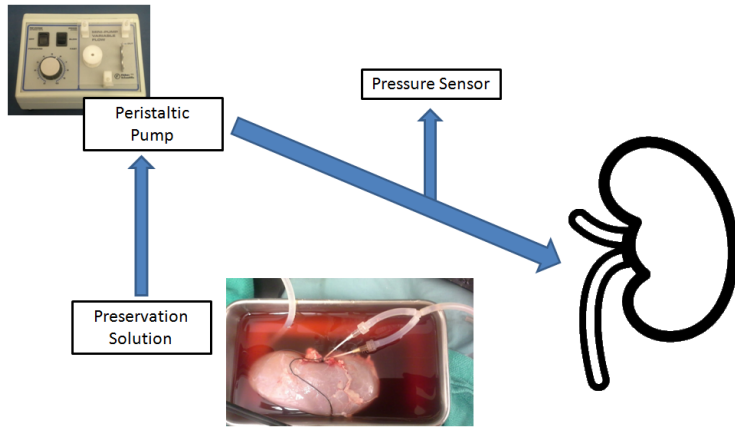 Peristaltic
Pump
Pressure Sensor
Preservation
Solution